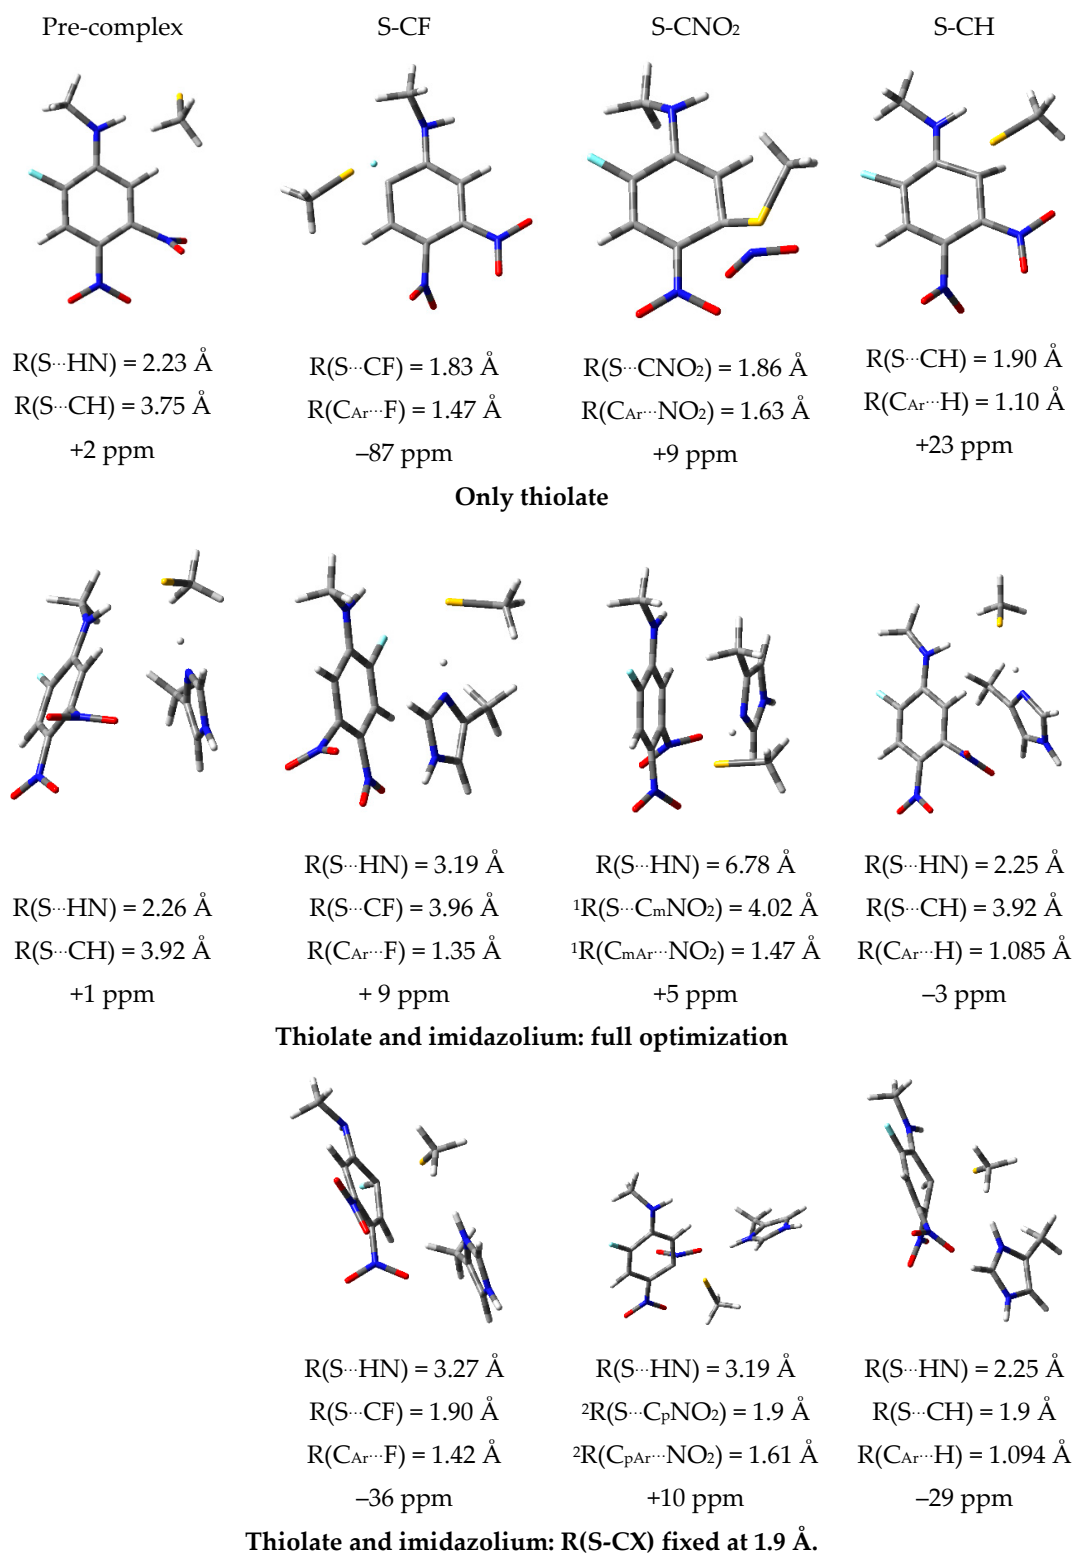 Pre-complex S-CF S-CNO₂ S-CH
R(S···HN) = 2.23 Å R(S···CF) = 1.83 Å R(S···CNO₂) = 1.86 Å R(S···CH) = 1.90 Å
R(S···CH) = 3.75 Å R(CAr···F) = 1.47 Å R(CAr···NO₂) = 1.63 Å R(CAr···H) = 1.10 Å
+2 ppm –87 ppm +9 ppm +23 ppm
Only thiolate
R(S···HN) = 3.19 Å R(S···HN) = 6.78 Å R(S···HN) = 2.25 Å
R(S···HN) = 2.26 Å R(S···CF) = 3.96 Å ¹R(S···CmNO₂) = 4.02 Å R(S···CH) = 3.92 Å
R(S···CH) = 3.92 Å R(CAr···F) = 1.35 Å ¹R(CmAr···NO₂) = 1.47 Å R(CAr···H) = 1.085 Å
+1 ppm + 9 ppm +5 ppm –3 ppm
Thiolate and imidazolium: full optimization
R(S···HN) = 3.27 Å R(S···HN) = 3.19 Å R(S···HN) = 2.25 Å
R(S···CF) = 1.90 Å ²R(S···CpNO₂) = 1.9 Å R(S···CH) = 1.9 Å
R(CAr···F) = 1.42 Å ²R(CpAr···NO₂) = 1.61 Å R(CAr···H) = 1.094 Å
–36 ppm +10 ppm –29 ppm
Thiolate and imidazolium: R(S-CX) fixed at 1.9 Å.